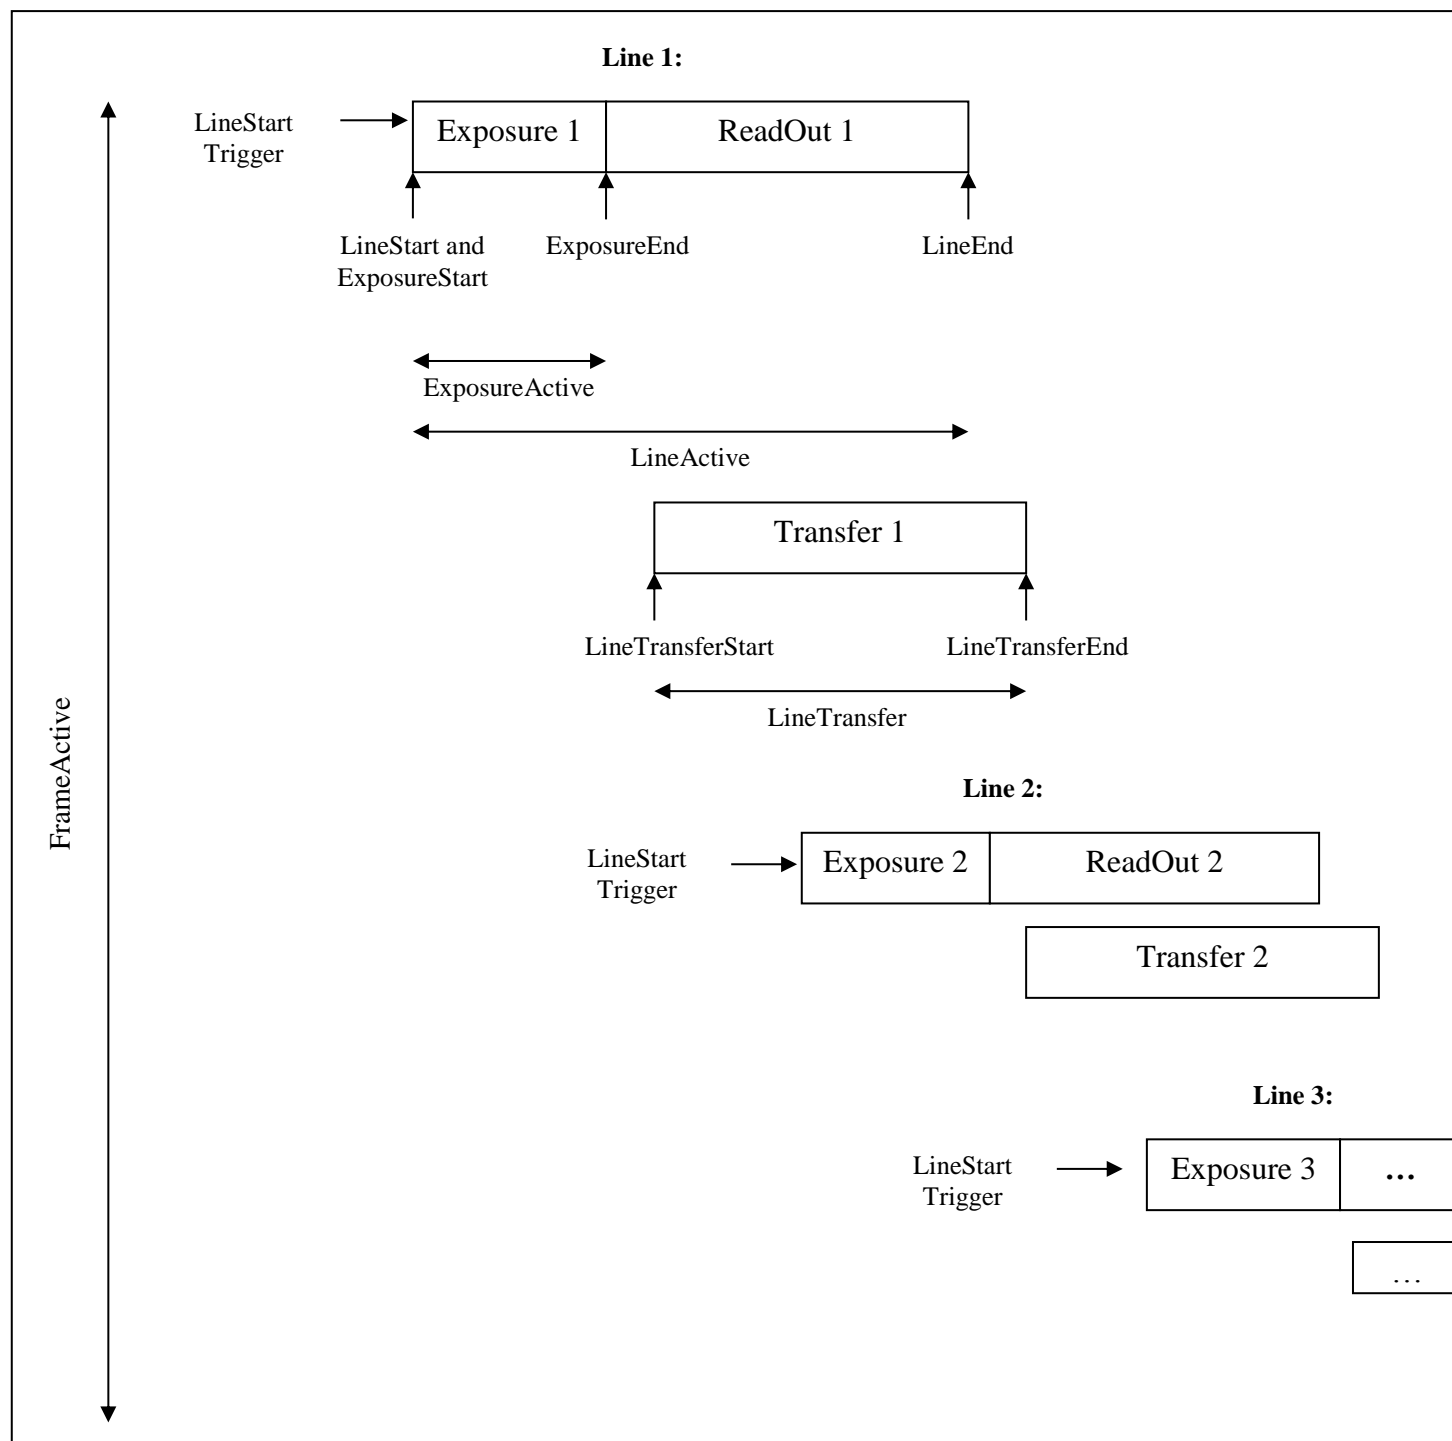 Line 1:
LineStart
Trigger
Exposure 1
ReadOut 1
LineStart and
ExposureStart
ExposureEnd
LineEnd
ExposureActive
LineActive
Transfer 1
LineTransferStart
LineTransferEnd
LineTransfer
FrameActive
Line 2:
LineStart
Trigger
Exposure 2
ReadOut 2
Transfer 2
Line 3:
LineStart
Trigger
Exposure 3
...
...